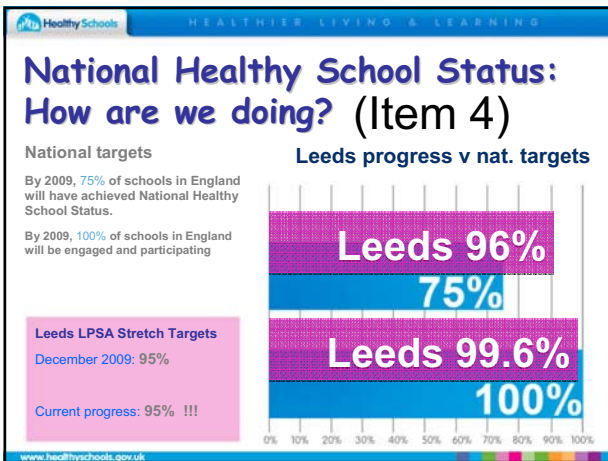 Healthy Schools
HEALTHIER LIVING & LEARNING
National Healthy School Status:
How are we doing? (Item 4)
National targets
By 2009, 75% of schools in England
will have achieved National Healthy
School Status.
By 2009, 100% of schools in England
will be engaged and participating
Leeds LPSA Stretch Targets
December 2009: 95%
Current progress: 95% !!!
Leeds progress v nat. targets
Leeds 96%
75%
Leeds 99.6%
100%
0% 10% 20% 30% 40% 50% 60% 70% 80% 90% 100%
www.healthyschools.gov.uk